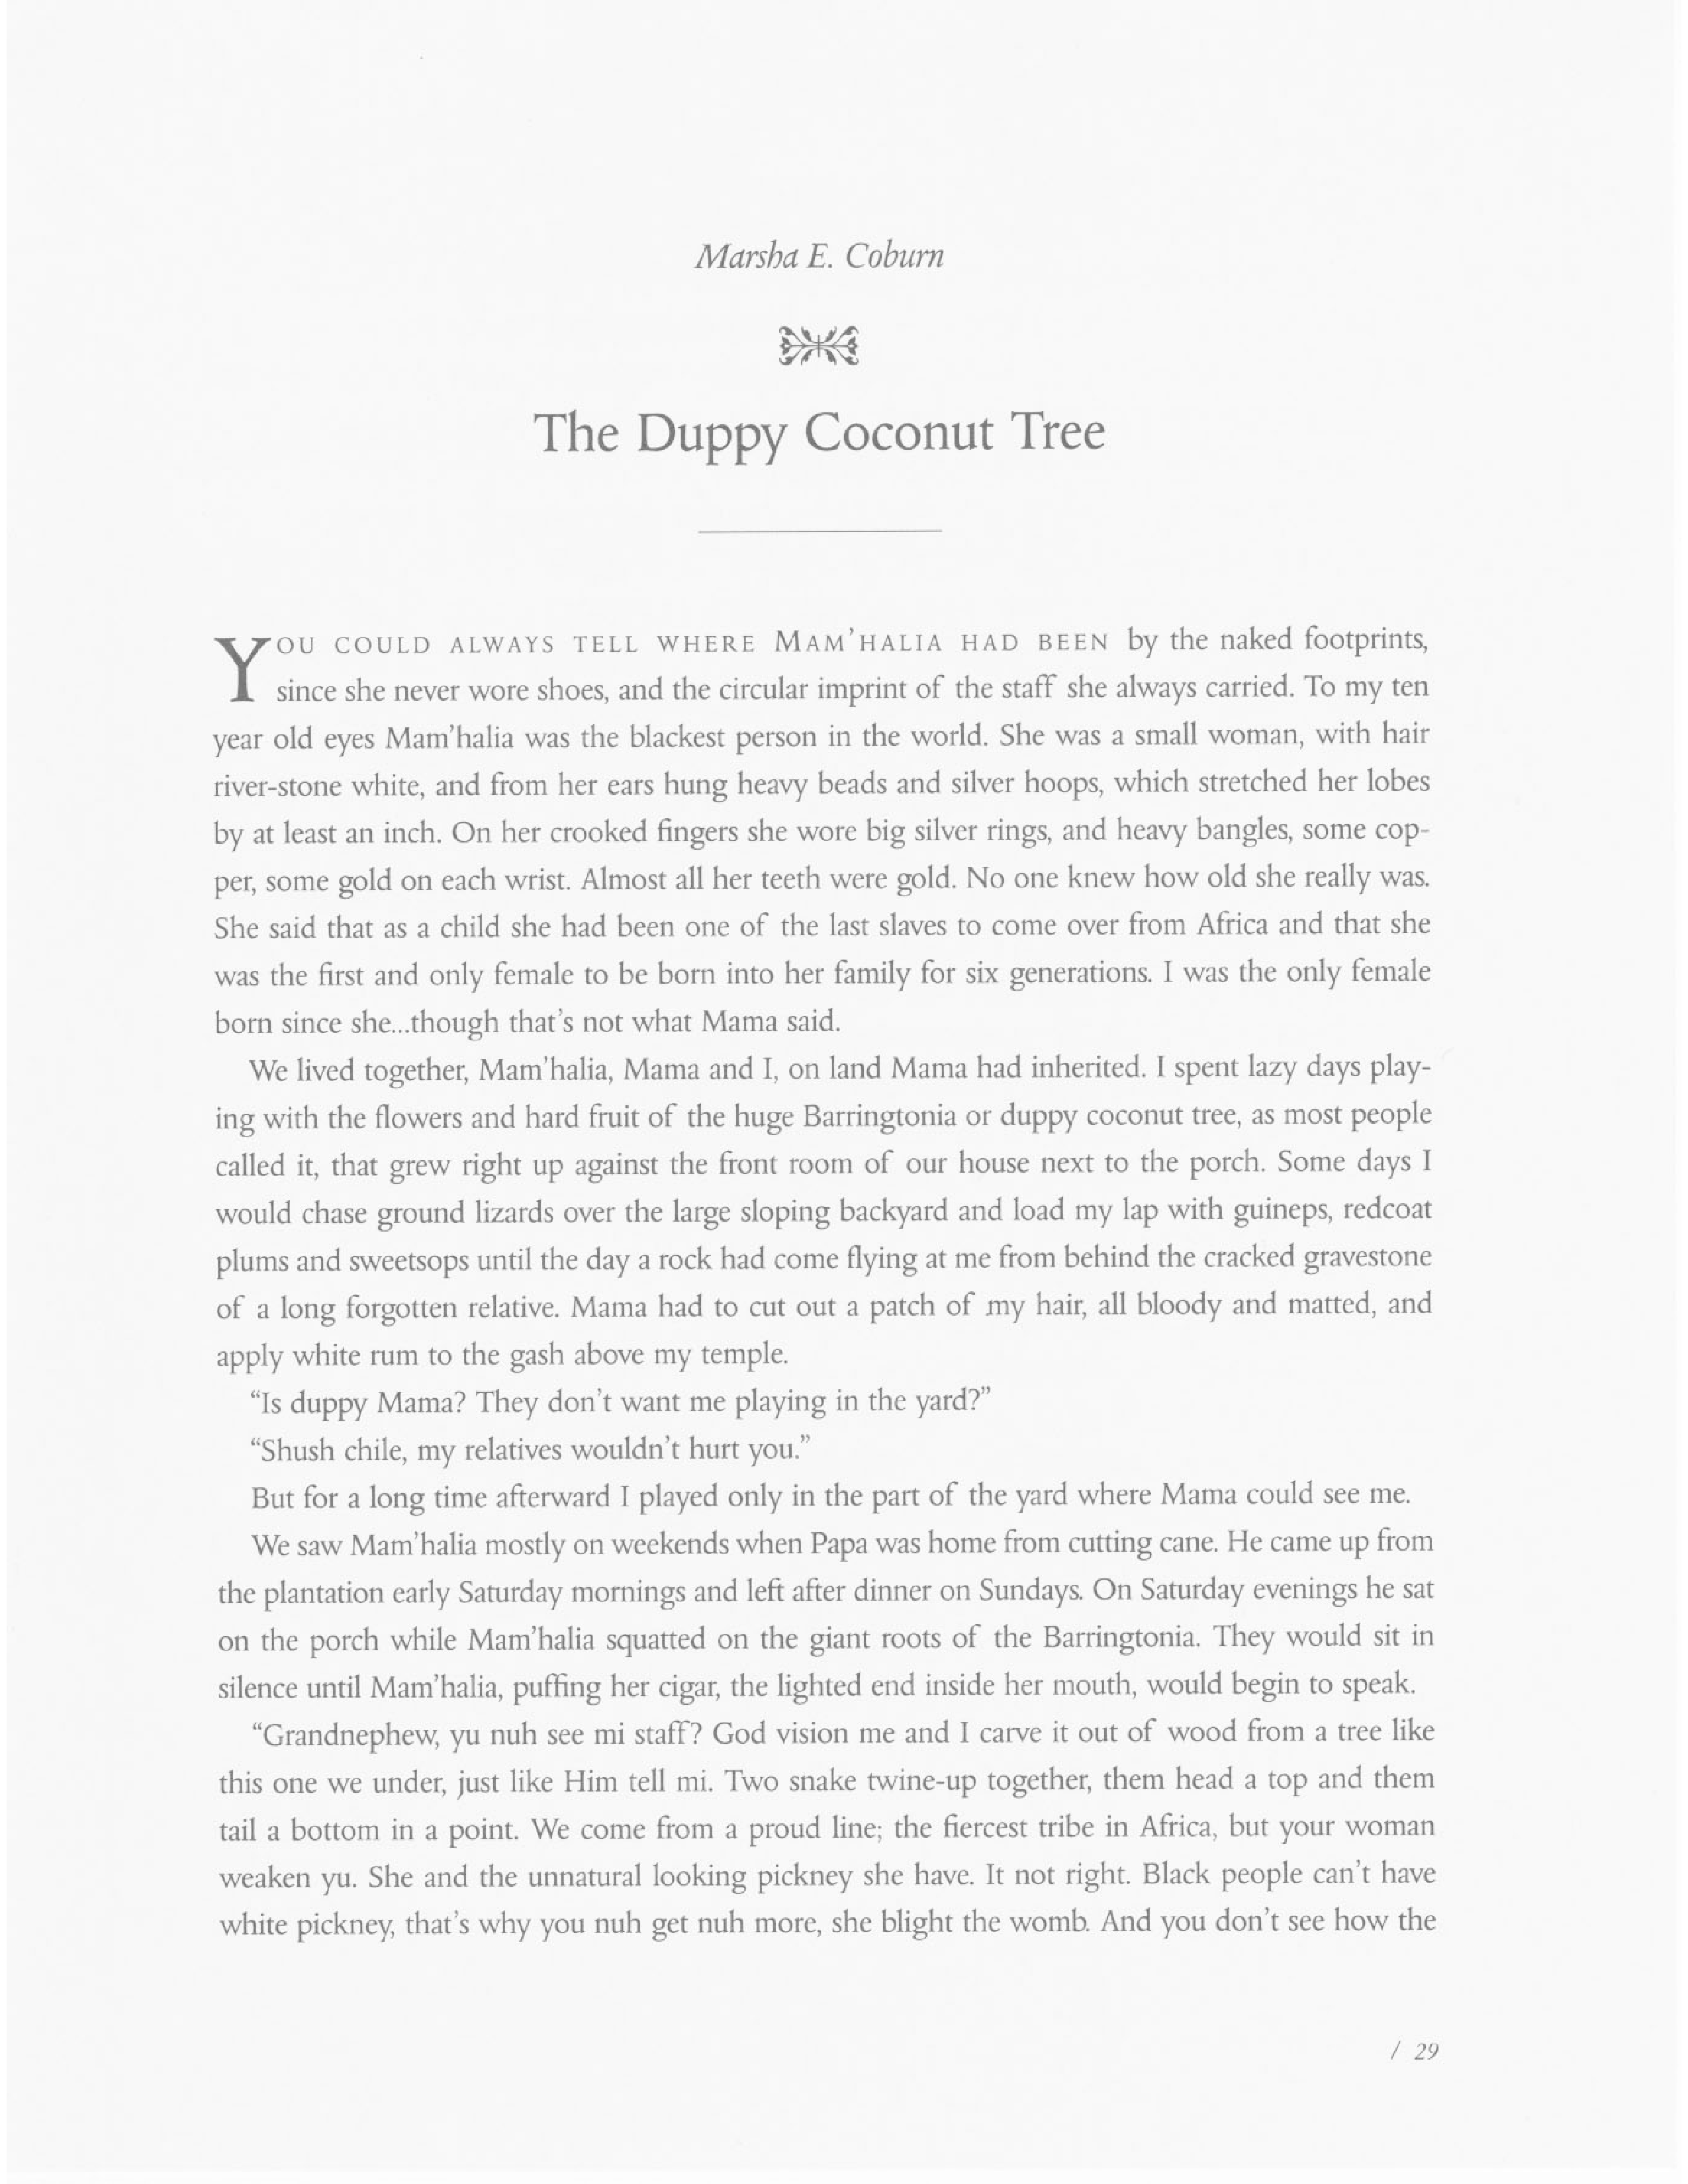 Marsha E. Coburn
The Duppy Coconut Tree
YOU COULD ALWAYS TELL WHERE MAM'HALIA HAD BEEN by the naked footprints,
since she never wore shoes, and the circular imprint of the staff she always carried. To my ten
year old eyes Mam'halia was the blackest person in the world. She was a small woman, with hair
river-stone white, and from her ears hung heavy beads and silver hoops, which stretched her lobes
by at least an inch. On her crooked fingers she wore big silver rings, and heavy bangles, some cop-
per, some gold on each wrist. Almost all her teeth were gold. No one knew how old she really was.
She said that as a child she had been one of the last slaves to come over from Africa and that she
was the first and only female to be born into her family for six generations. I was the only female
born since she...though that's not what Mama said.
We lived together, Mam'halia, Mama and I, on land Mama had inherited. I spent lazy days play-
ing with the flowers and hard fruit of the huge Barringtonia or duppy coconut tree, as most people
called it, that grew right up against the front room of our house next to the porch. Some days I
would chase ground lizards over the large sloping backyard and load my lap with guineps, redcoat
plums and sweetsops until the day a rock had come flying at me from behind the cracked gravestone
of a long forgotten relative. Mama had to cut out a patch of my hair, all bloody and matted, and
apply white rum to the gash above my temple.
“Is duppy Mama? They don't want me playing in the yard?”
“Shush chile, my relatives wouldn't hurt you.”
But for a long time afterward I played only in the part of the yard where Mama could see me.
We saw Mam'halia mostly on weekends when Papa was home from cutting cane. He came up from
the plantation early Saturday mornings and left after dinner on Sundays. On Saturday evenings he sat
on the porch while Mam'halia squatted on the giant roots of the Barringtonia. They would sit in
silence until Mam'halia, puffing her cigar, the lighted end inside her mouth, would begin to speak.
“Grandnephew, yu nuh see mi staff? God vision me and I carve it out of wood from a tree like
this one we under, just like Him tell mi. Two snake twine-up together, them head a top and them
tail a bottom in a point. We come from a proud line; the fiercest tribe in Africa, but your woman
weaken yu. She and the unnatural looking pickney she have. It not right. Black people can't have
white pickney, that's why you nuh get nuh more, she blight the womb. And you don't see how the
/ 29